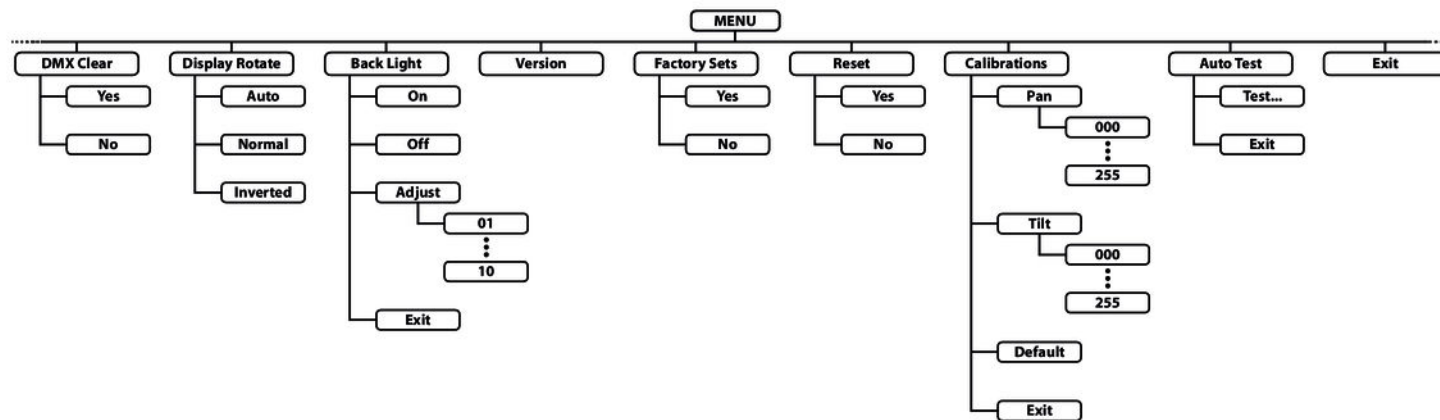 MENU
DMX Clear
Yes
No
Display Rotate
Auto
Normal
Inverted
Back Light
On
Off
Adjust
01
10
Exit
Version
Factory Sets
Yes
No
Reset
Yes
No
Calibrations
Pan
000
255
Tilt
000
255
Default
Exit
Auto Test
Test...
Exit
Exit